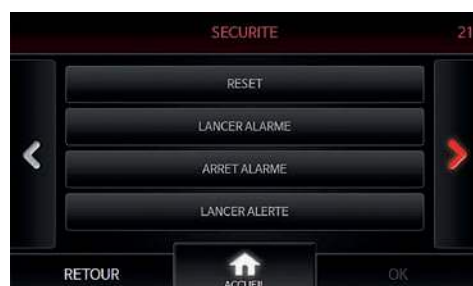 SECURITE 21
RESET
LANCER ALARME
ARRET ALARME
LANCER ALERTE
RETOUR ACCUEIL OK